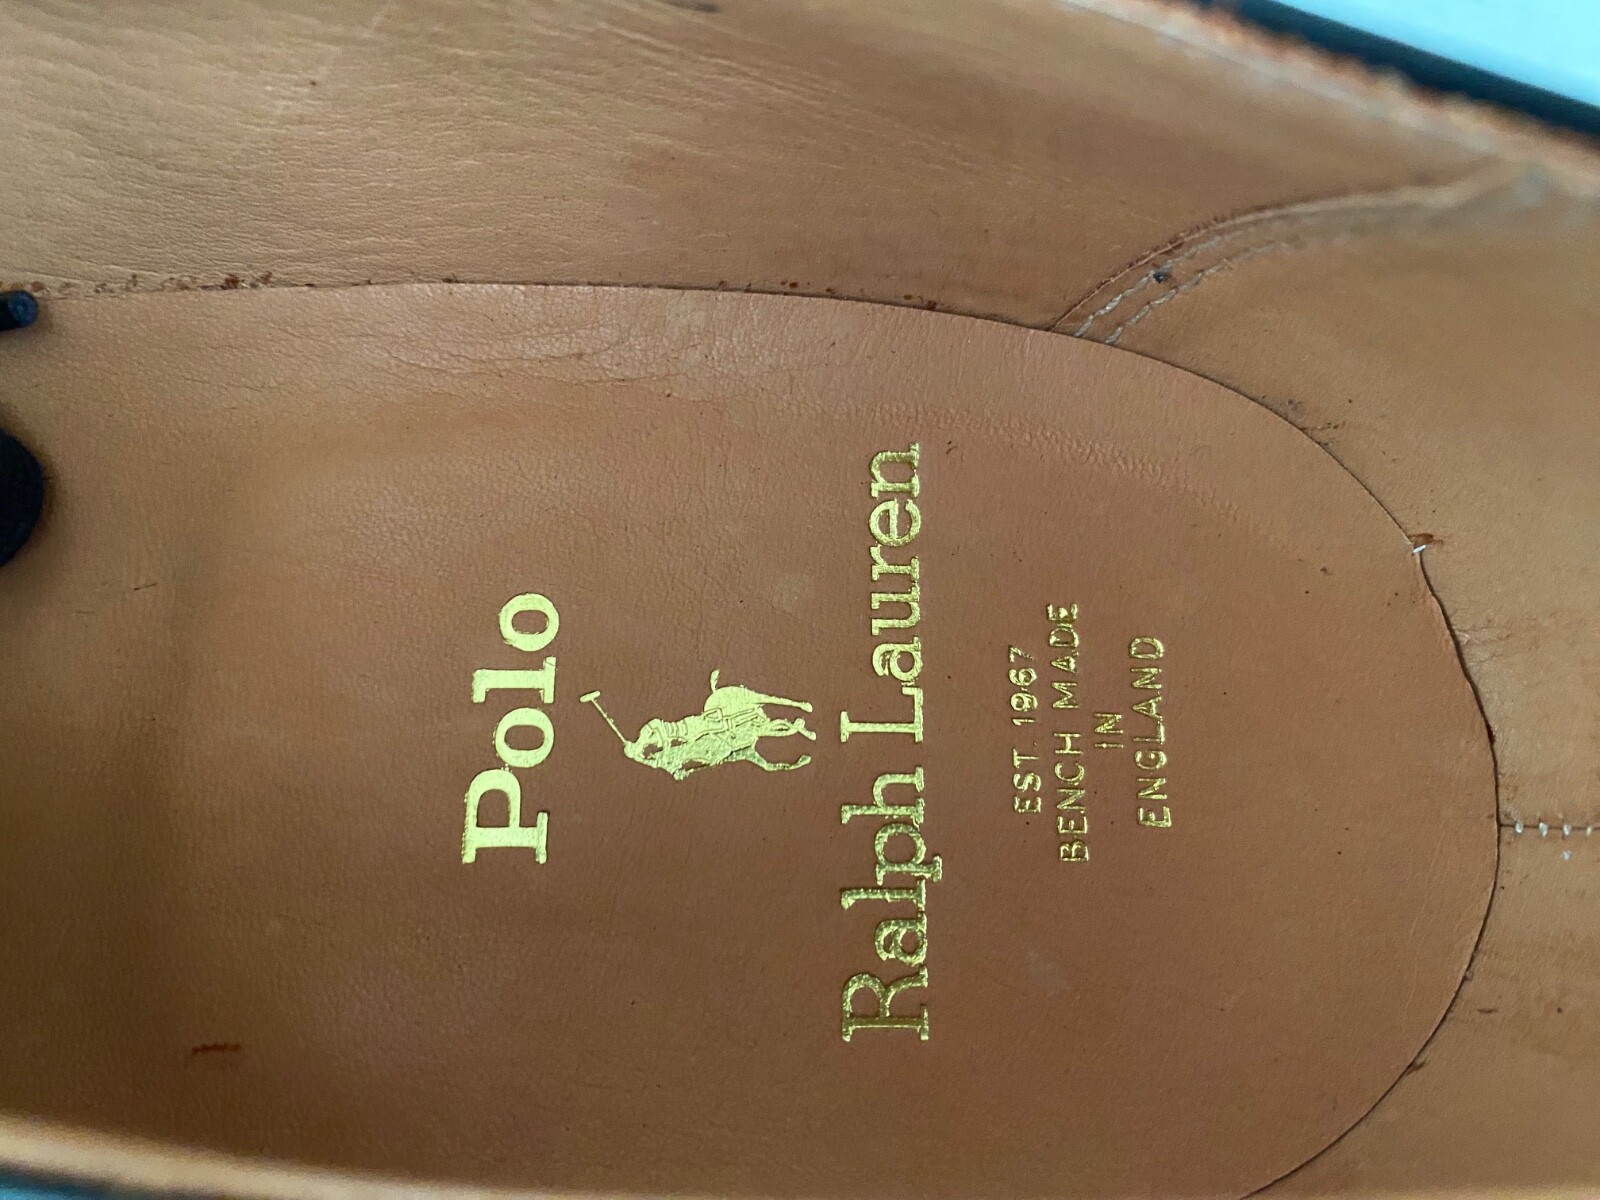 Polo
Ralph Lauren
EST. 1967
BENCH MADE
IN
ENGLAND